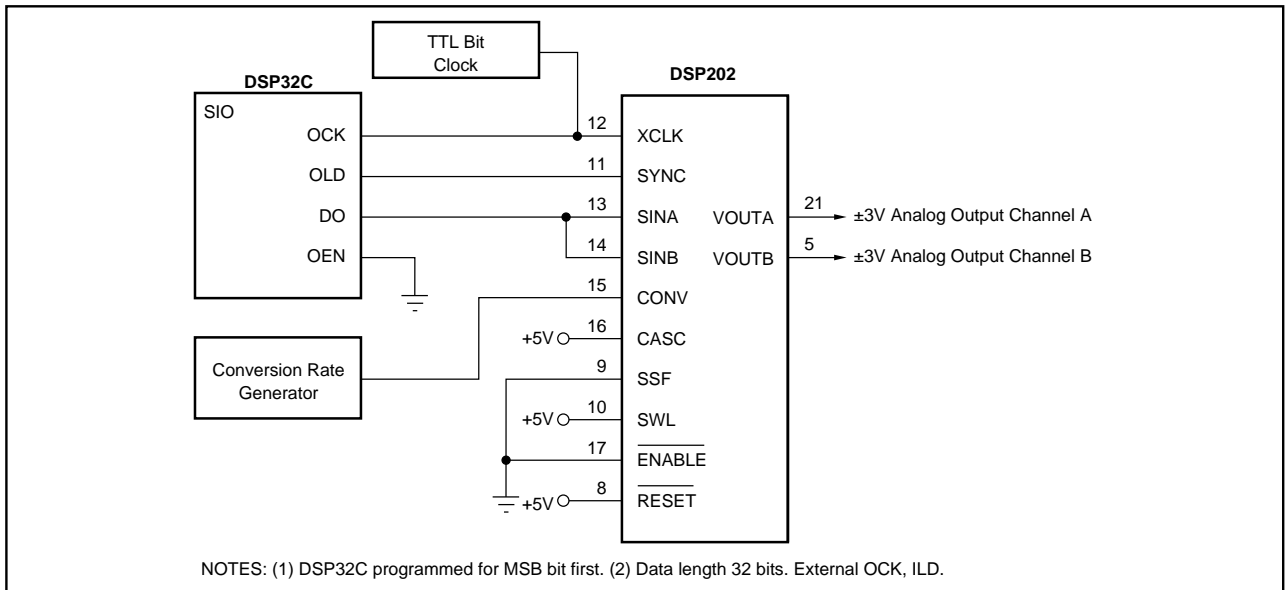 TTL Bit
Clock
DSP32C
DSP202
SIO
OCK
12
XCLK
OLD
11
SYNC
DO
13
SINA
VOUTA
21
±3V Analog Output Channel A
OEN
14
SINB
VOUTB
5
±3V Analog Output Channel B
15
CONV
+5V
16
CASC
Conversion Rate
Generator
9
SSF
+5V
10
SWL
17
ENABLE
+5V
8
RESET
NOTES: (1) DSP32C programmed for MSB bit first. (2) Data length 32 bits. External OCK, ILD.